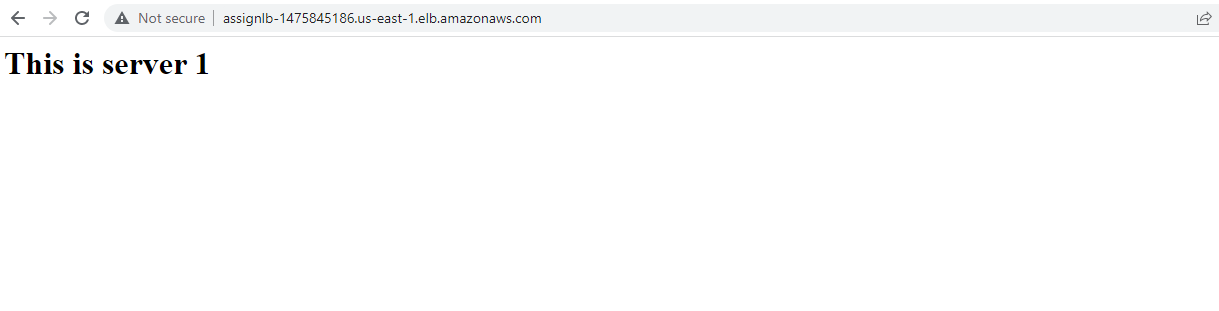 Not secure assignlb-1475845186.us-east-1.elb.amazonaws.com
This is server 1